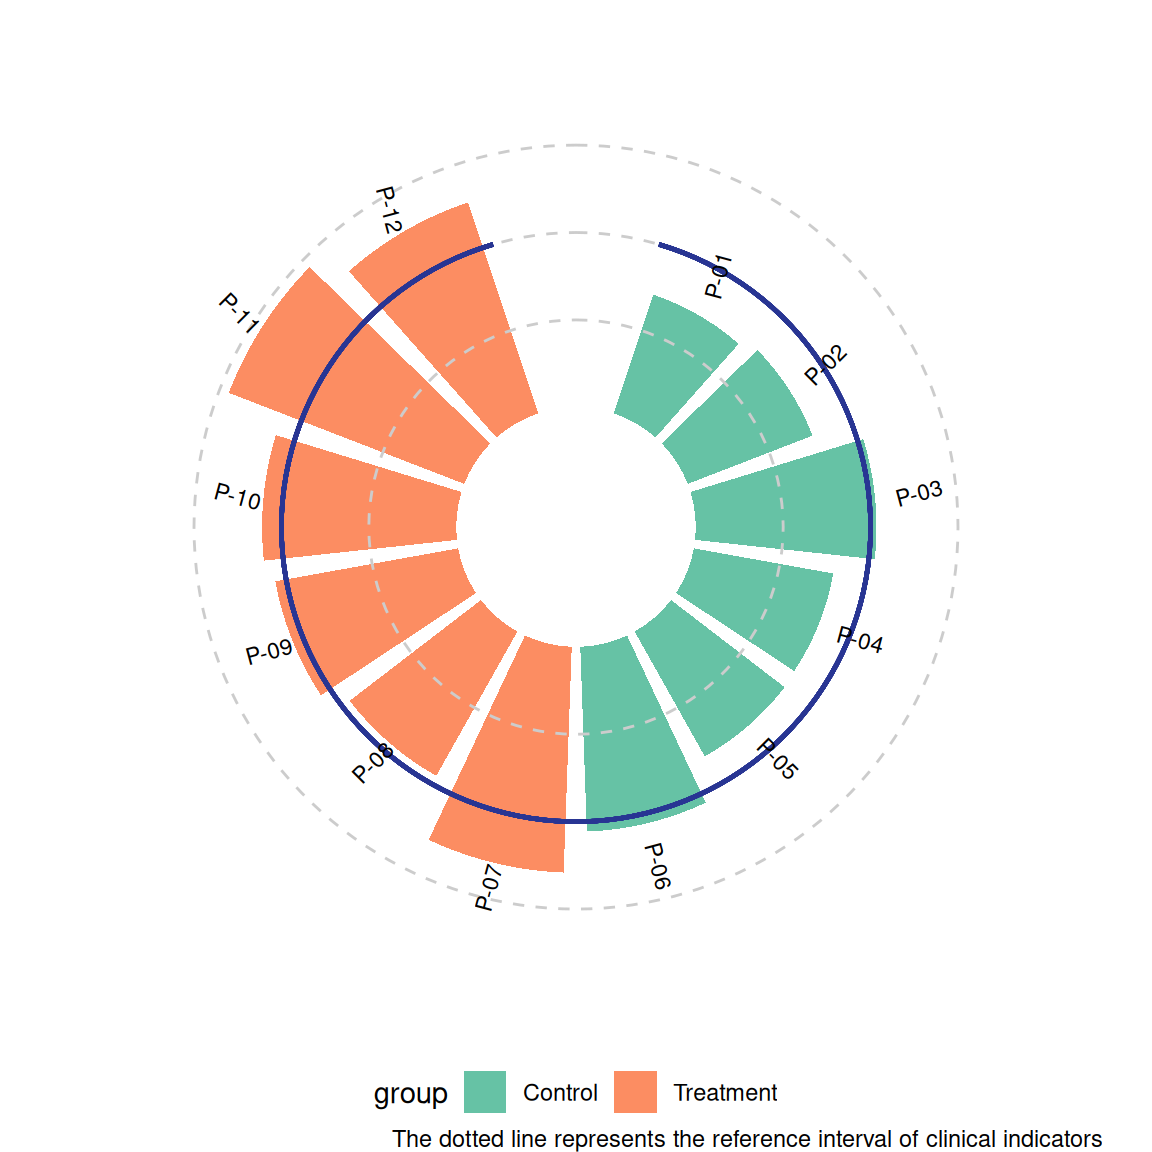 P-01
P-02
P-03
P-04
P-05
P-06
P-07
P-08
P-09
P-10
P-11
P-12
group Control Treatment
The dotted line represents the reference interval of clinical indicators